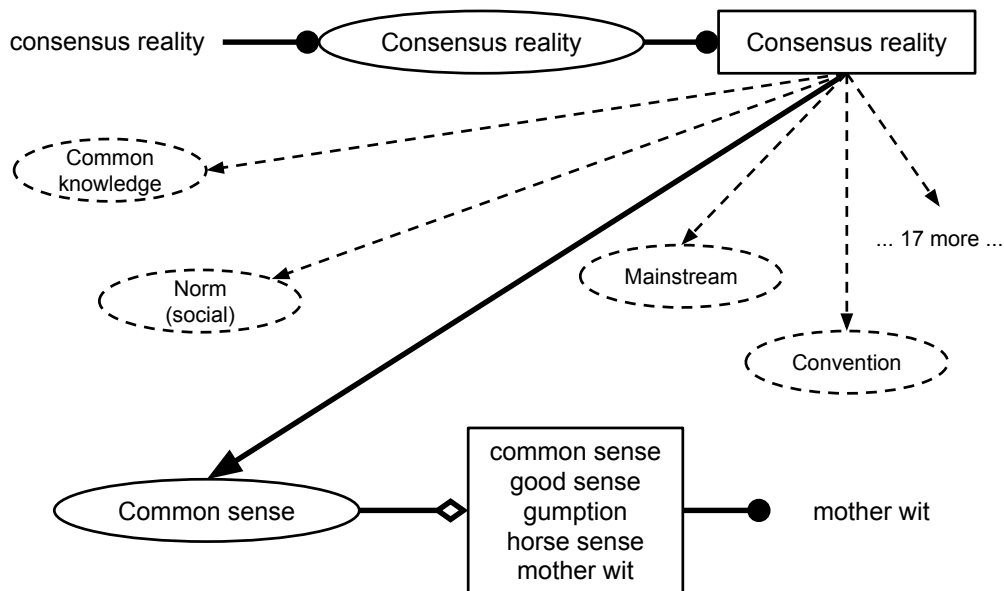 consensus reality
Consensus reality
Consensus reality
Common
knowledge
Norm
(social)
Mainstream
... 17 more ...
Convention
Common sense
common sense
good sense
gumption
horse sense
mother wit
mother wit